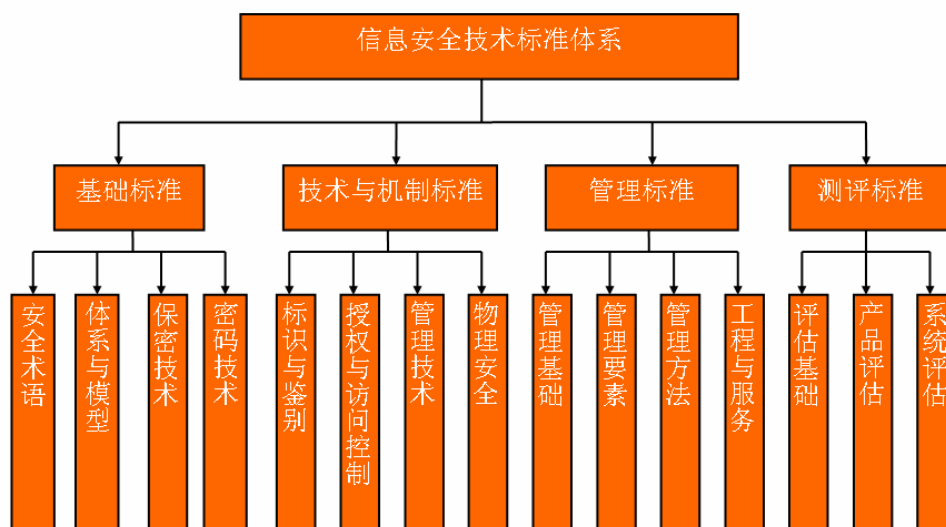 信息安全技术标准体系
基础标准
技术与机制标准
管理标准
测评标准
安全术语
体系与模型
保密技术
密码技术
标识与鉴别
授权与访问控制
管理技术
物理安全
管理基础
管理要素
管理方法
工程与服务
评估基础
产品评估
系统评估